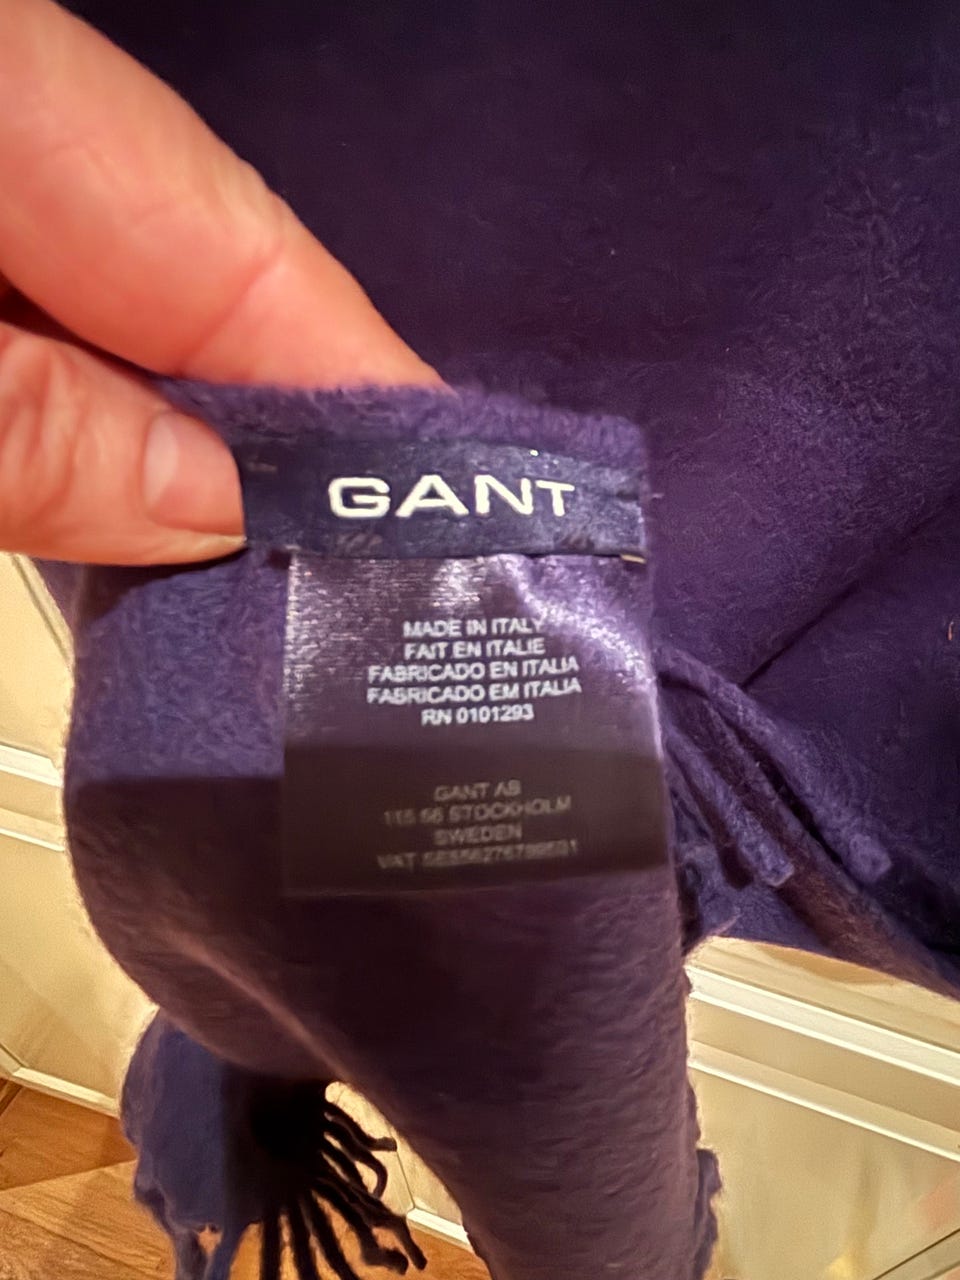 GANT
MADE IN ITALY
FAIT EN ITALIE
FABRICADO EN ITALIA
FABRICADO EM ITALIA
RN 0101293
GANT AB
STOCKHOLM
SWEDEN
VAT